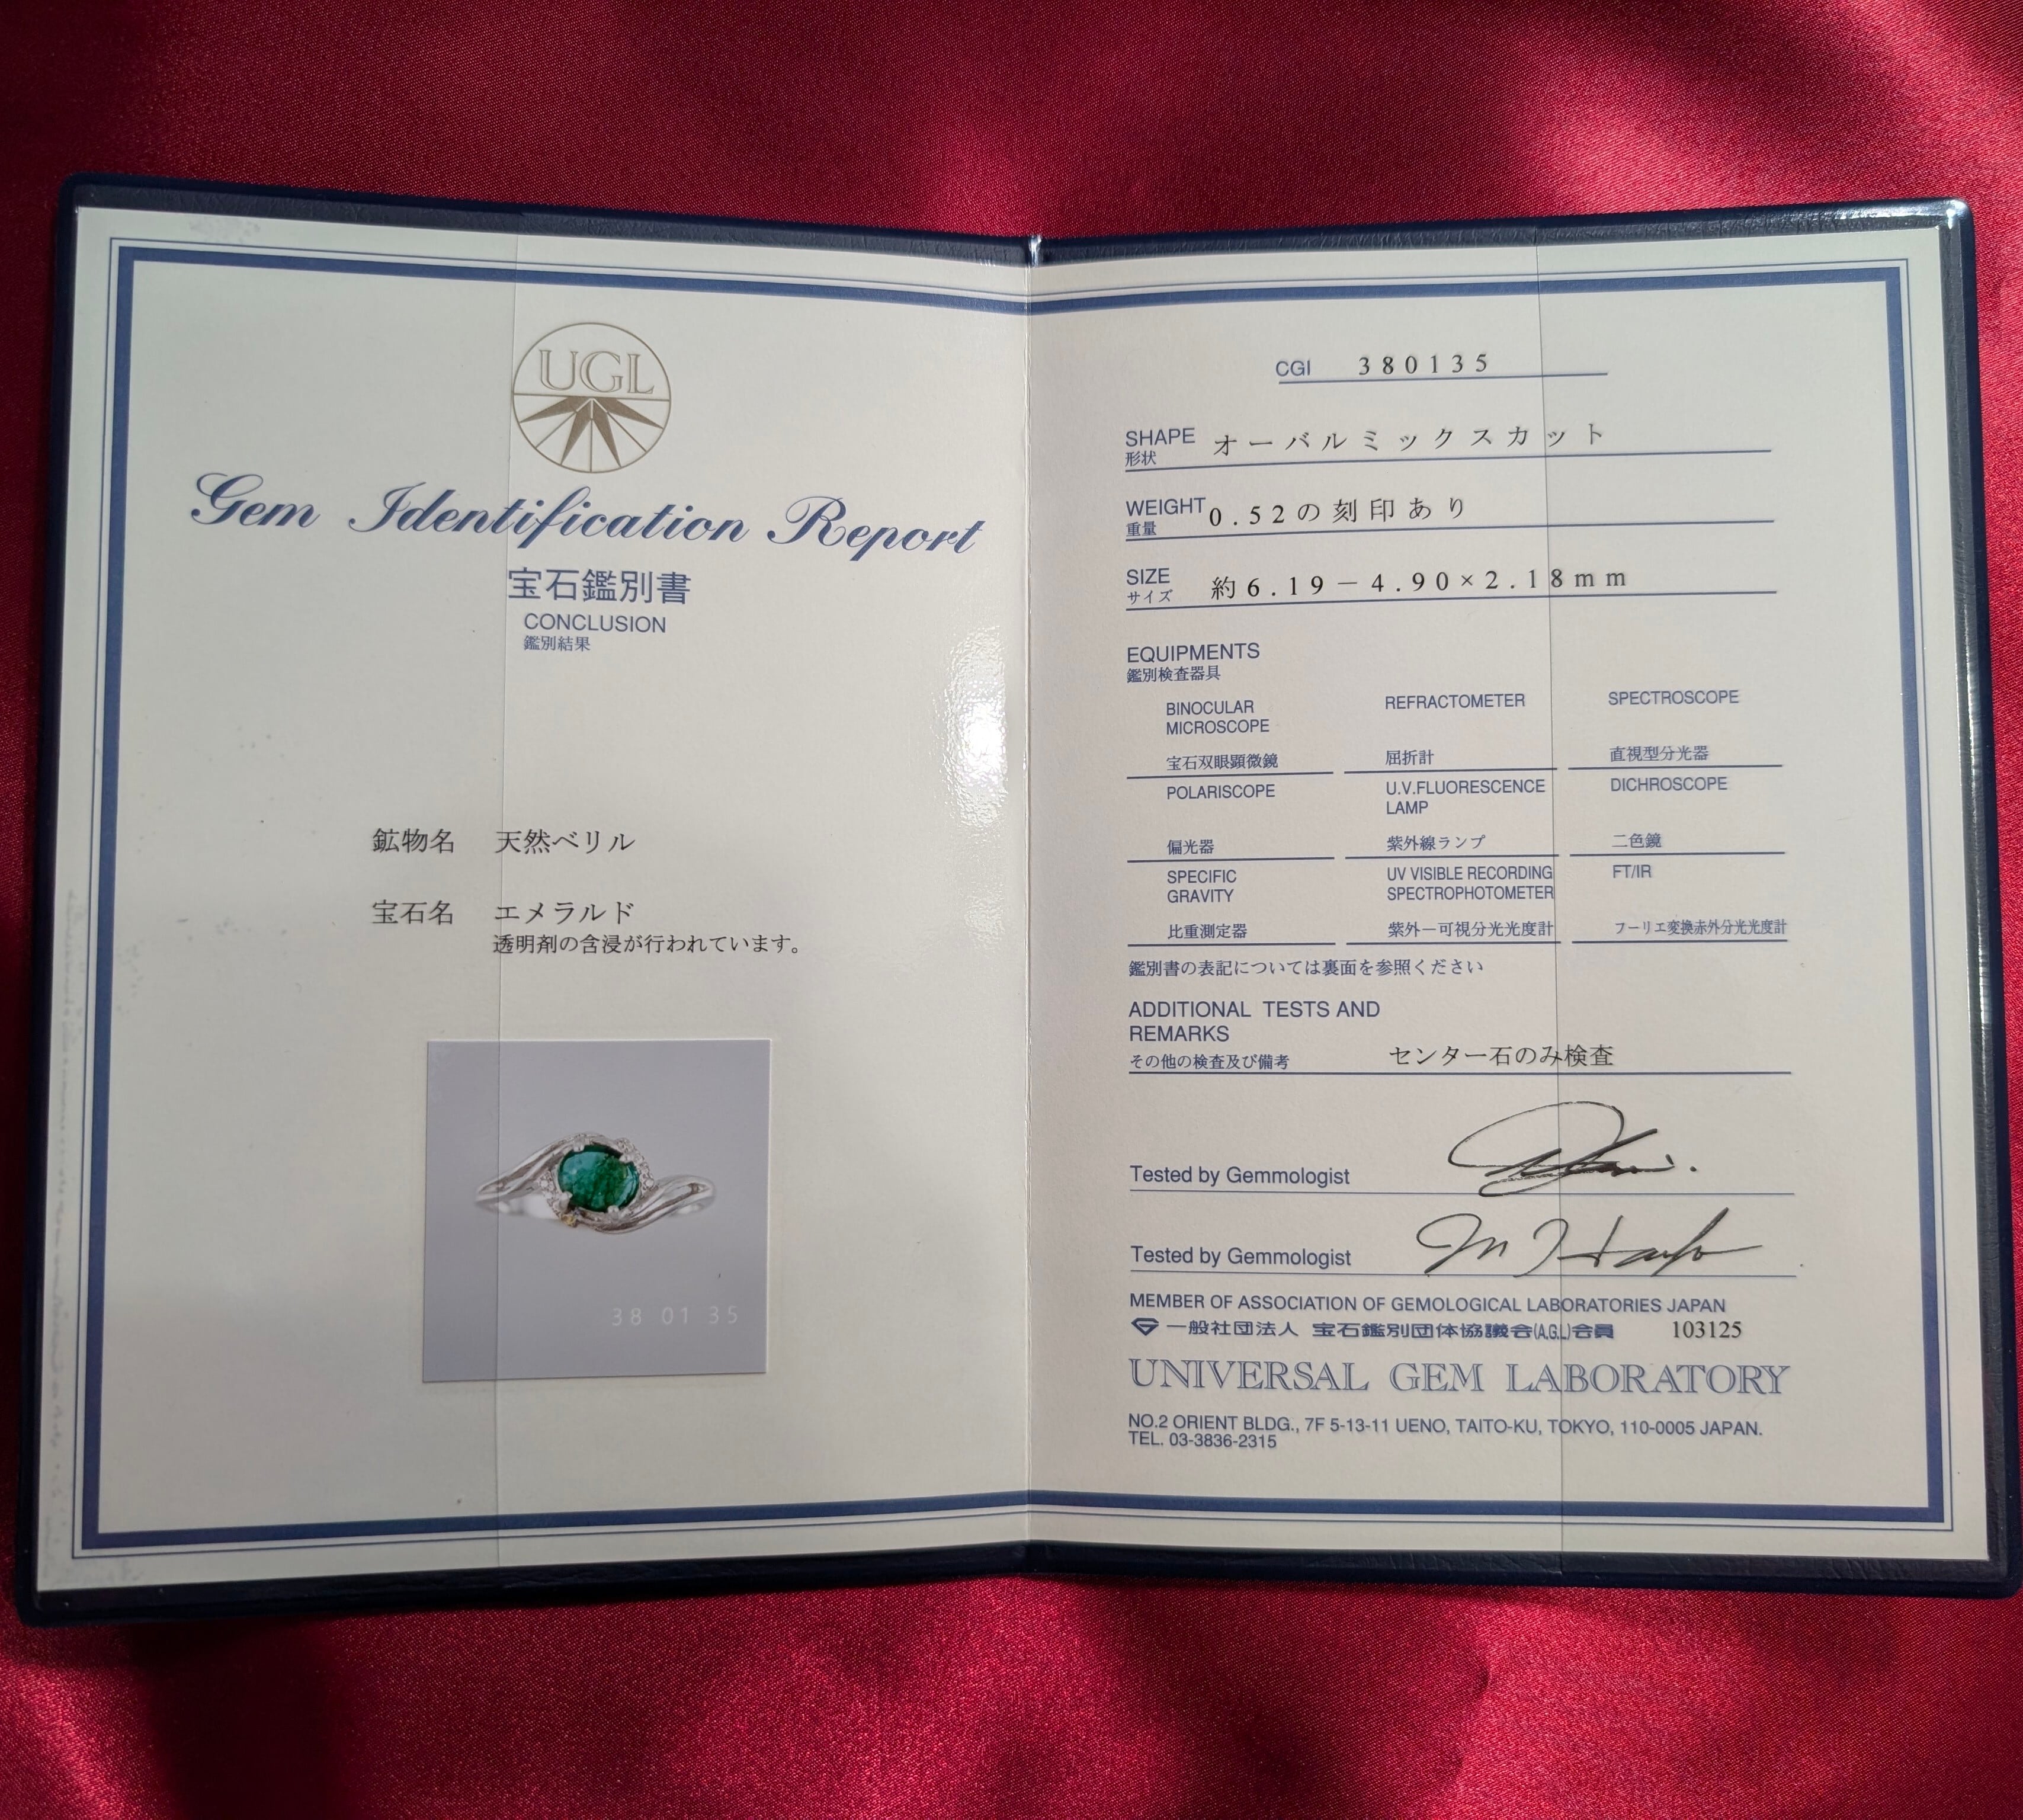 UGL
Gem Identification Report
宝石鑑別書
CONCLUSION
鑑別結果
鉱物名 天然ベリル
宝石名 エメラルド
透明剤の含浸が行われています。
38 01 35
CGI 380135
SHAPE オーバルミックスカット
形状
WEIGHT 0.52の刻印あり
重量
SIZE 約6.19－4.90×2.18mm
サイズ
EQUIPMENTS
鑑別検査器具
BINOCULAR MICROSCOPE
宝石双眼顕微鏡
REFRACTOMETER
屈折計
SPECTROSCOPE
直視型分光器
POLARISCOPE
偏光器
U.V.FLUORESCENCE LAMP
紫外線ランプ
DICHROSCOPE
二色鏡
SPECIFIC GRAVITY
比重測定器
UV VISIBLE RECORDING SPECTROPHOTOMETER
紫外－可視分光光度計
FT/IR
フーリエ変換赤外分光光度計
鑑別書の表記については裏面を参照ください
ADDITIONAL TESTS AND
REMARKS
その他の検査及び備考 センター石のみ検査
Tested by Gemmologist
Tested by Gemmologist
MEMBER OF ASSOCIATION OF GEMOLOGICAL LABORATORIES JAPAN
一般社団法人 宝石鑑別団体協議会(A.G.L.)会員 103125
UNIVERSAL GEM LABORATORY
NO.2 ORIENT BLDG., 7F 5-13-11 UENO, TAITO-KU, TOKYO, 110-0005 JAPAN.
TEL. 03-3836-2315